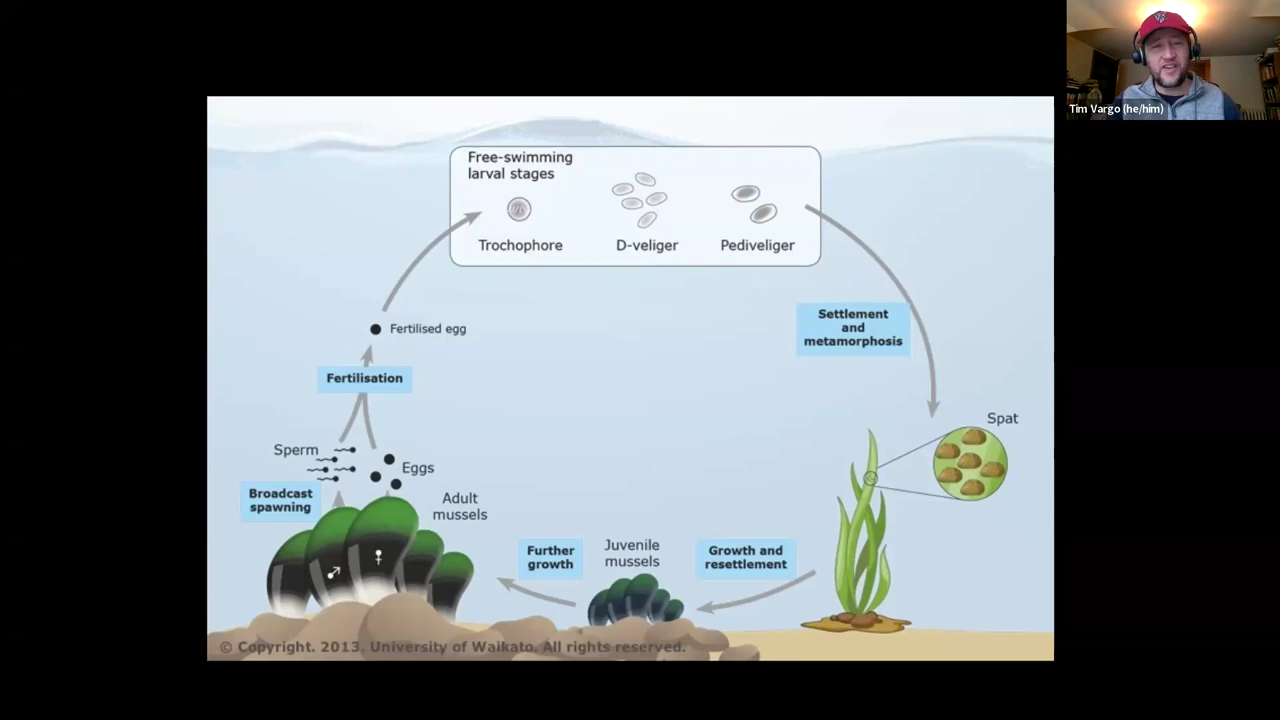 Tim Vargo (he/him)
Free-swimming
larval stages
Trochophore
D-veliger
Pediveliger
Settlement
and
metamorphosis
Fertilised egg
Fertilisation
Spat
Sperm
Eggs
Broadcast
spawning
Adult
mussels
Further
growth
Juvenile
mussels
Growth and
resettlement
© Copyright. 2013. University of Waikato. All rights reserved.